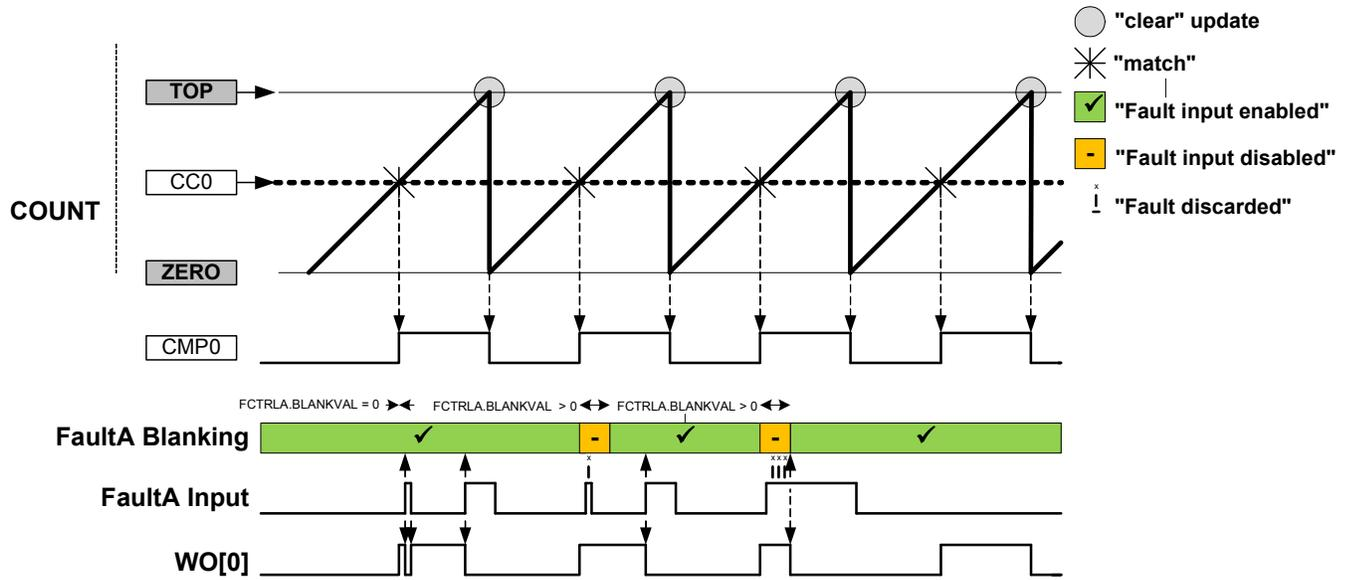 "clear" update
"match"
TOP
"Fault input enabled"
"Fault input disabled"
-
CC0
x
"Fault discarded"
COUNT
ZERO
CMP0
FCTRLA.BLANKVAL = 0
FCTRLA.BLANKVAL > 0
FCTRLA.BLANKVAL > 0
FaultA Blanking
- -
x x x x
FaultA Input
WO[0]